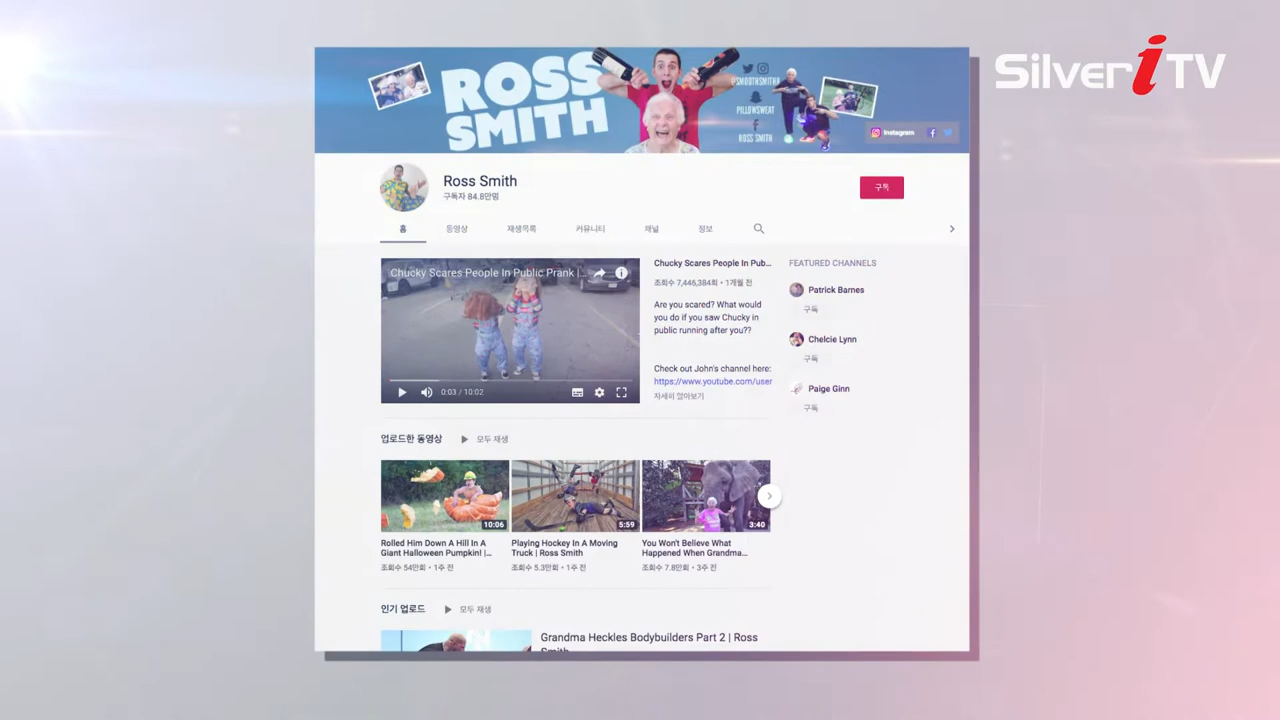 Silver i TV
ROSS
SMITH
@SMOOTHSMITH
PILLOWSWEAT
ROSS SMITH
Instagram
Ross Smith
구독자 84.8만명
구독
홈 동영상 재생목록 커뮤니티 채널 정보
Chucky Scares People In Public Prank |...
0:03 / 10:02
Chucky Scares People In Pub...
조회수 7,446,384회 • 1개월 전
Are you scared? What would
you do if you saw Chucky in
public running after you??
Check out John's channel here:
https://www.youtube.com/user
자세히 알아보기
FEATURED CHANNELS
Patrick Barnes
구독
Chelcie Lynn
구독
Paige Ginn
구독
업로드한 동영상 모두 재생
10:06
5:59
3:40
Rolled Him Down A Hill In A
Giant Halloween Pumpkin! |...
조회수 54만회 • 1주 전
Playing Hockey In A Moving
Truck | Ross Smith
조회수 5.3만회 • 1주 전
You Won't Believe What
Happened When Grandma...
조회수 7.8만회 • 3주 전
인기 업로드 모두 재생
Grandma Heckles Bodybuilders Part 2 | Ross
Smith